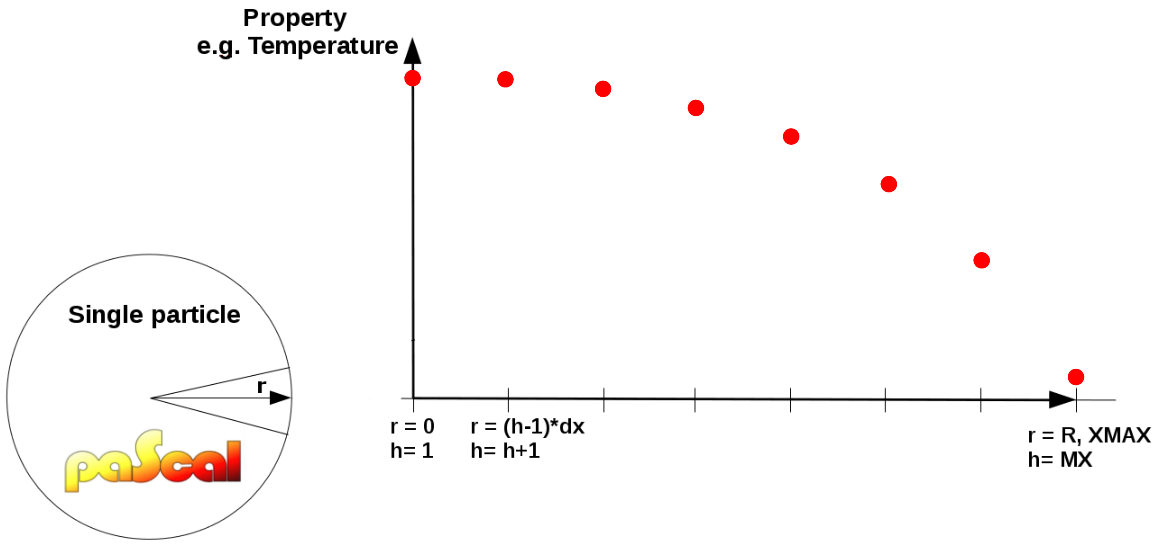 Property
e.g. Temperature
Single particle
r
paScal
r = 0
h= 1
r = (h-1)*dx
h= h+1
r = R, XMAX
h= MX